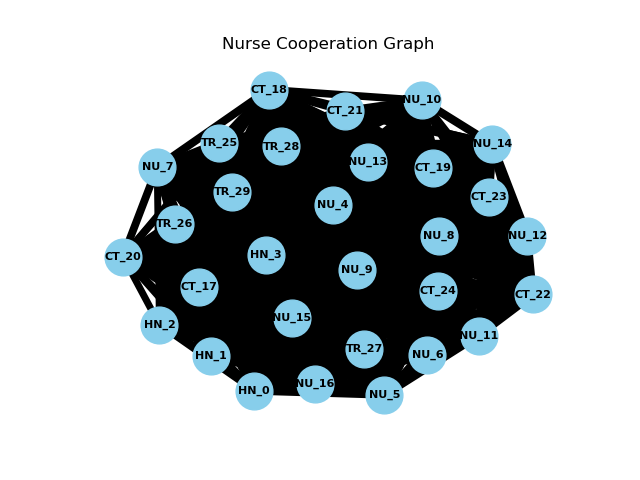 Nurse Cooperation Graph
CT_18
NU_10
CT_21
TR_25
TR_28
NU_14
NU_13
NU_7
CT_19
TR_29
CT_23
NU_4
TR_26
NU_8
NU_12
HN_3
CT_20
NU_9
CT_17
CT_24
CT_22
NU_15
HN_2
NU_11
TR_27
HN_1
NU_6
NU_16
HN_0
NU_5